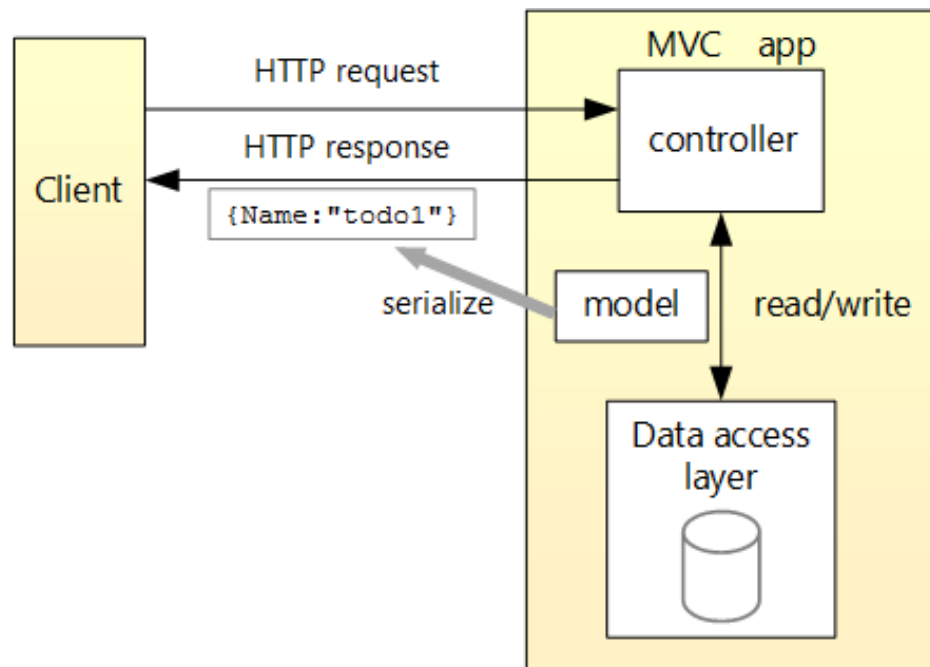 MVC app
HTTP request
controller
HTTP response
Client
{Name:"todo1"}
serialize
model
read/write
Data access
layer